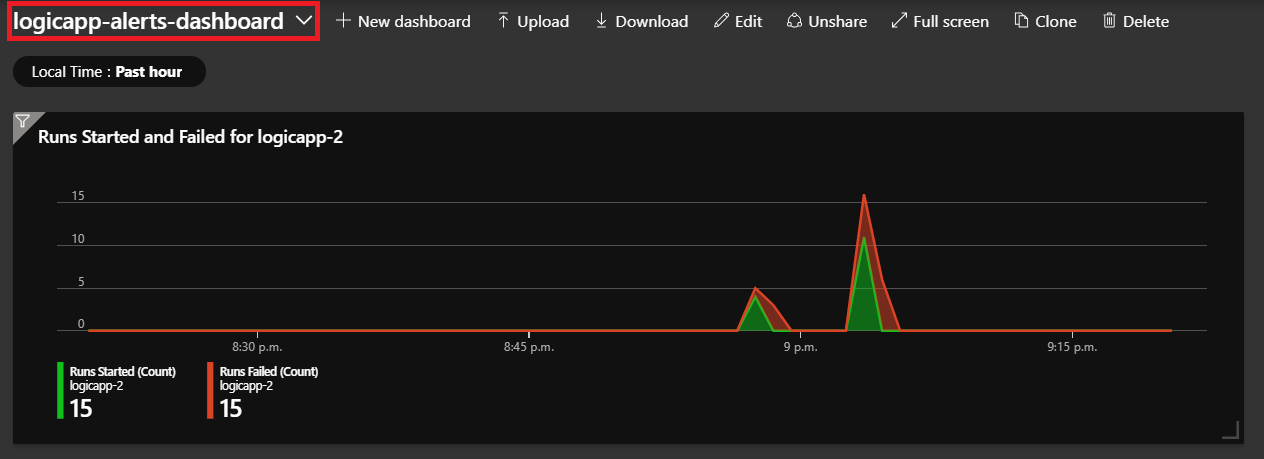 logicapp-alerts-dashboard New dashboard Upload Download Edit Unshare Full screen Clone Delete
Local Time : Past hour
Runs Started and Failed for logicapp-2
15
10
5
0
8:30 p.m. 8:45 p.m. 9 p.m. 9:15 p.m.
Runs Started (Count) Runs Failed (Count)
logicapp-2 logicapp-2
15 15